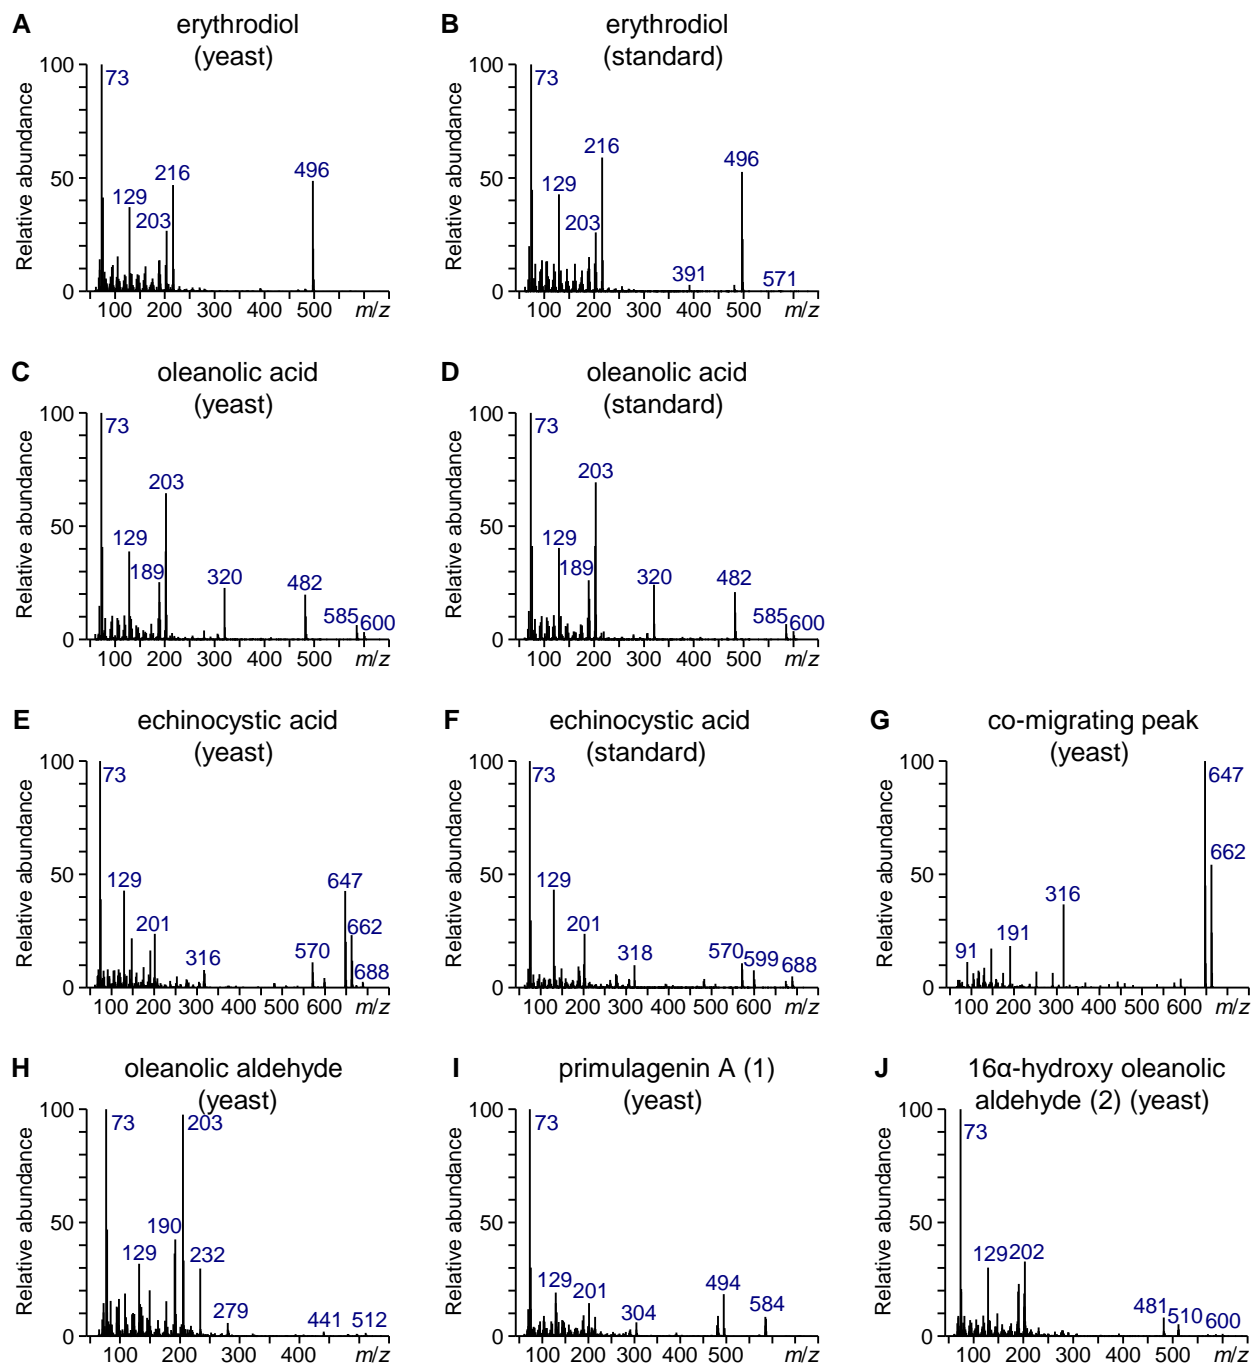 A
erythrodiol
(yeast)
100
50
0
Relative abundance
73
129
203
216
496
100 200 300 400 500 m/z
B
erythrodiol
(standard)
100
50
0
Relative abundance
73
129
203
216
391
496
571
100 200 300 400 500 m/z
C
oleanolic acid
(yeast)
100
50
0
Relative abundance
73
129
189
203
320
482
585
600
100 200 300 400 500 m/z
D
oleanolic acid
(standard)
100
50
0
Relative abundance
73
129
189
203
320
482
585
600
100 200 300 400 500 m/z
E
echinocystic acid
(yeast)
100
50
0
Relative abundance
73
129
201
316
570
647
662
688
100 200 300 400 500 600 m/z
F
echinocystic acid
(standard)
100
50
0
Relative abundance
73
129
201
318
570
599
688
100 200 300 400 500 600 m/z
G
co-migrating peak
(yeast)
100
50
0
Relative abundance
91
191
316
647
662
100 200 300 400 500 600 m/z
H
oleanolic aldehyde
(yeast)
100
50
0
Relative abundance
73
129
190
203
232
279
441
512
100 200 300 400 m/z
I
primulagenin A (1)
(yeast)
100
50
0
Relative abundance
73
129
201
304
494
584
100 200 300 400 500 600 m/z
J
16α-hydroxy oleanolic
aldehyde (2) (yeast)
100
50
0
Relative abundance
73
129
202
481
510
600
100 200 300 400 500 600 m/z